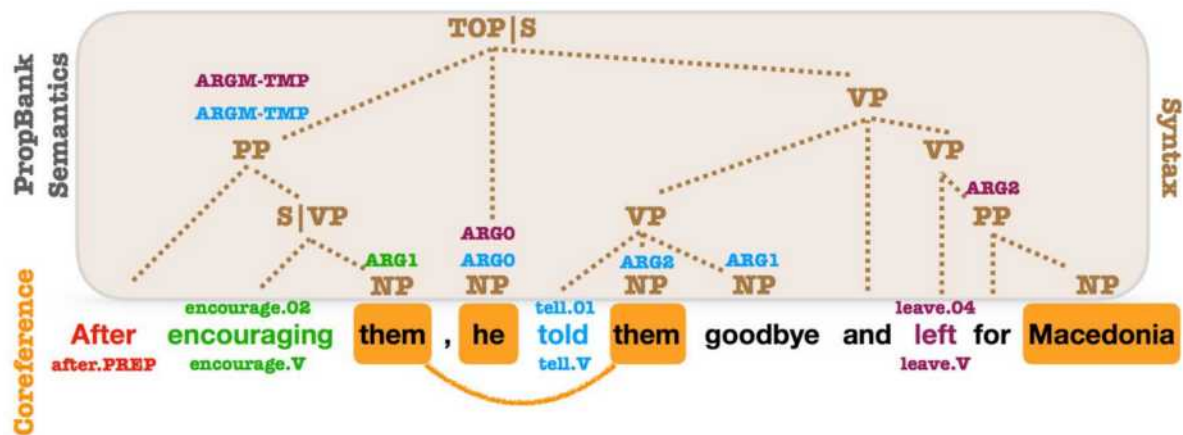 TOP|S
ARGM-TMP
ARGM-TMP
VP
PP
VP
ARG2
S|VP
VP
PP
ARG0
ARG1 ARG0 ARG2 ARG1
NP NP NP NP NP
encourage.02 tell.01 leave.04
After encouraging them , he told them goodbye and left for Macedonia
after.PREP encourage.V tell.V leave.V
PropBank
Semantics
Coreference
Syntax